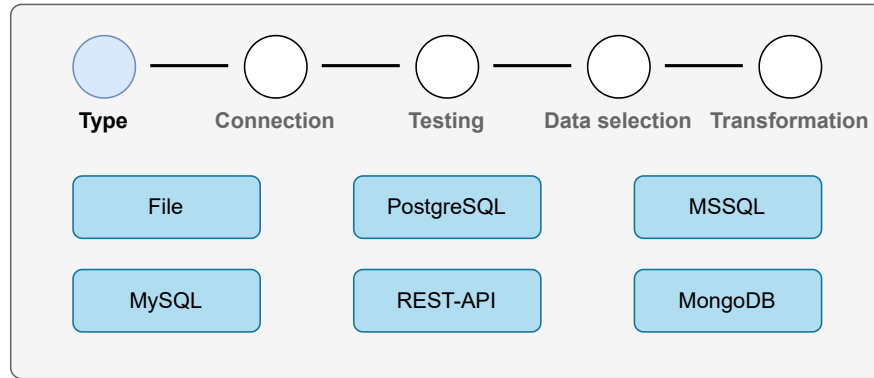 Type
Connection
Testing
Data selection
Transformation
File
PostgreSQL
MSSQL
MySQL
REST-API
MongoDB